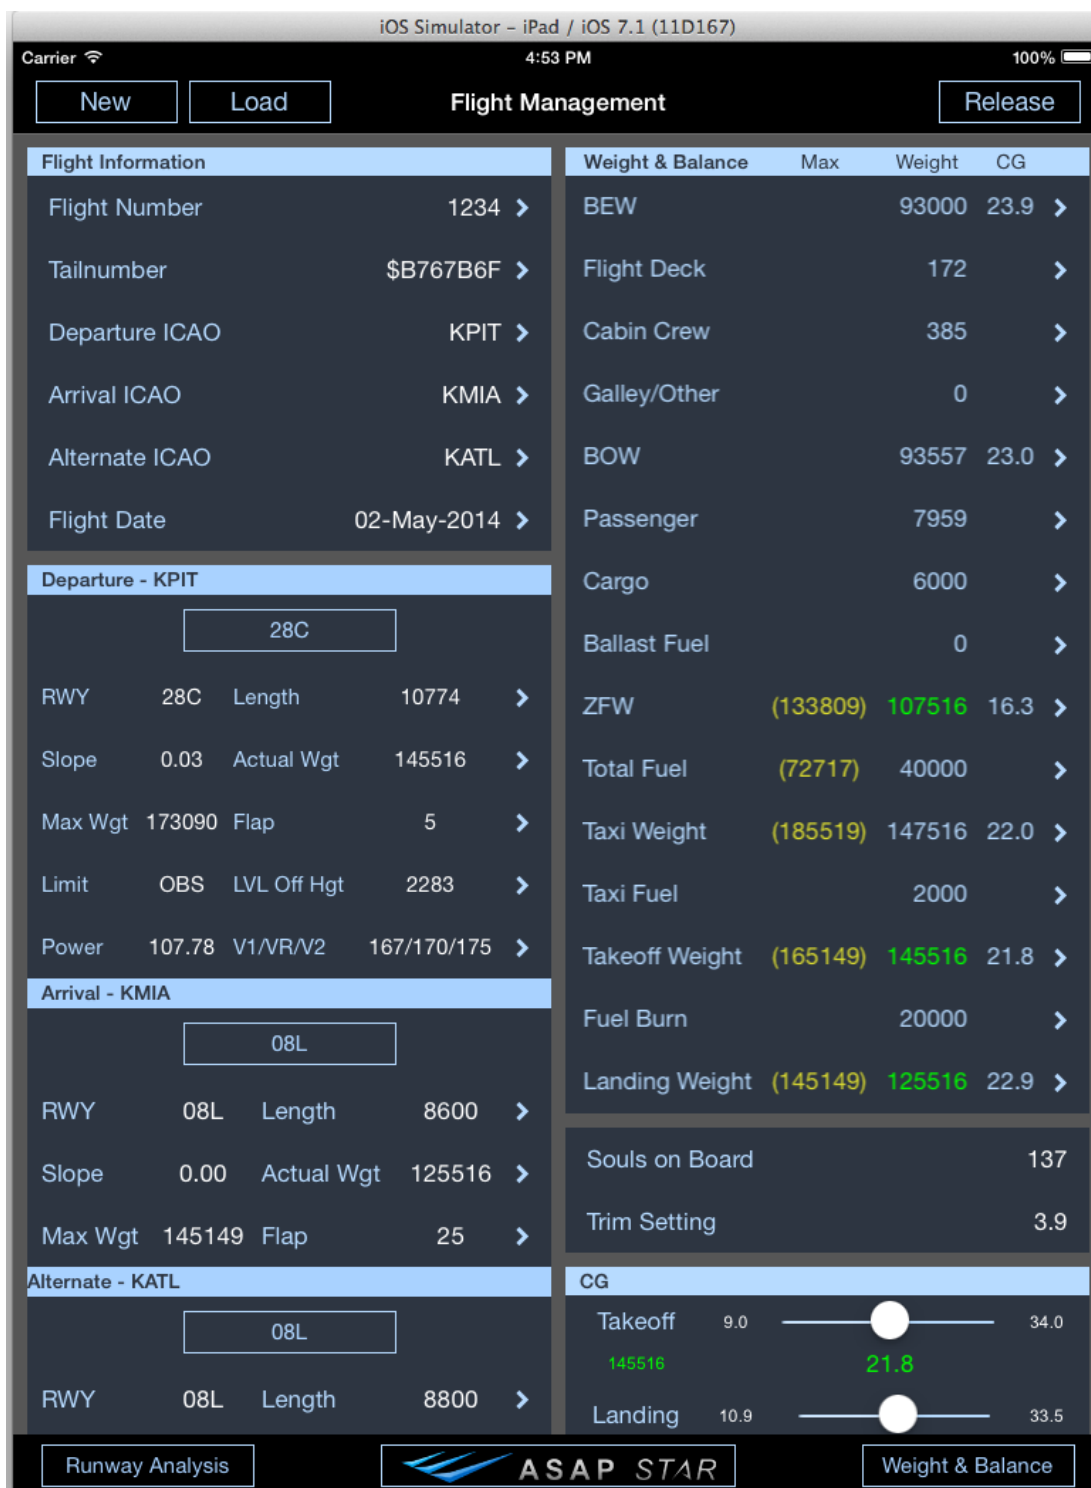 iOS Simulator – iPad / iOS 7.1 (11D167)
Carrier 4:53 PM 100%
New Load Flight Management Release
Flight Information
Flight Number 1234
Tailnumber $B767B6F
Departure ICAO KPIT
Arrival ICAO KMIA
Alternate ICAO KATL
Flight Date 02-May-2014
Departure - KPIT
28C
RWY 28C Length 10774
Slope 0.03 Actual Wgt 145516
Max Wgt 173090 Flap 5
Limit OBS LVL Off Hgt 2283
Power 107.78 V1/VR/V2 167/170/175
Arrival - KMIA
08L
RWY 08L Length 8600
Slope 0.00 Actual Wgt 125516
Max Wgt 145149 Flap 25
Alternate - KATL
08L
RWY 08L Length 8800
Weight & Balance Max Weight CG
BEW 93000 23.9
Flight Deck 172
Cabin Crew 385
Galley/Other 0
BOW 93557 23.0
Passenger 7959
Cargo 6000
Ballast Fuel 0
ZFW (133809) 107516 16.3
Total Fuel (72717) 40000
Taxi Weight (185519) 147516 22.0
Taxi Fuel 2000
Takeoff Weight (165149) 145516 21.8
Fuel Burn 20000
Landing Weight (145149) 125516 22.9
Souls on Board 137
Trim Setting 3.9
CG
Takeoff 9.0 34.0
145516 21.8
Landing 10.9 33.5
Runway Analysis ASAP STAR Weight & Balance